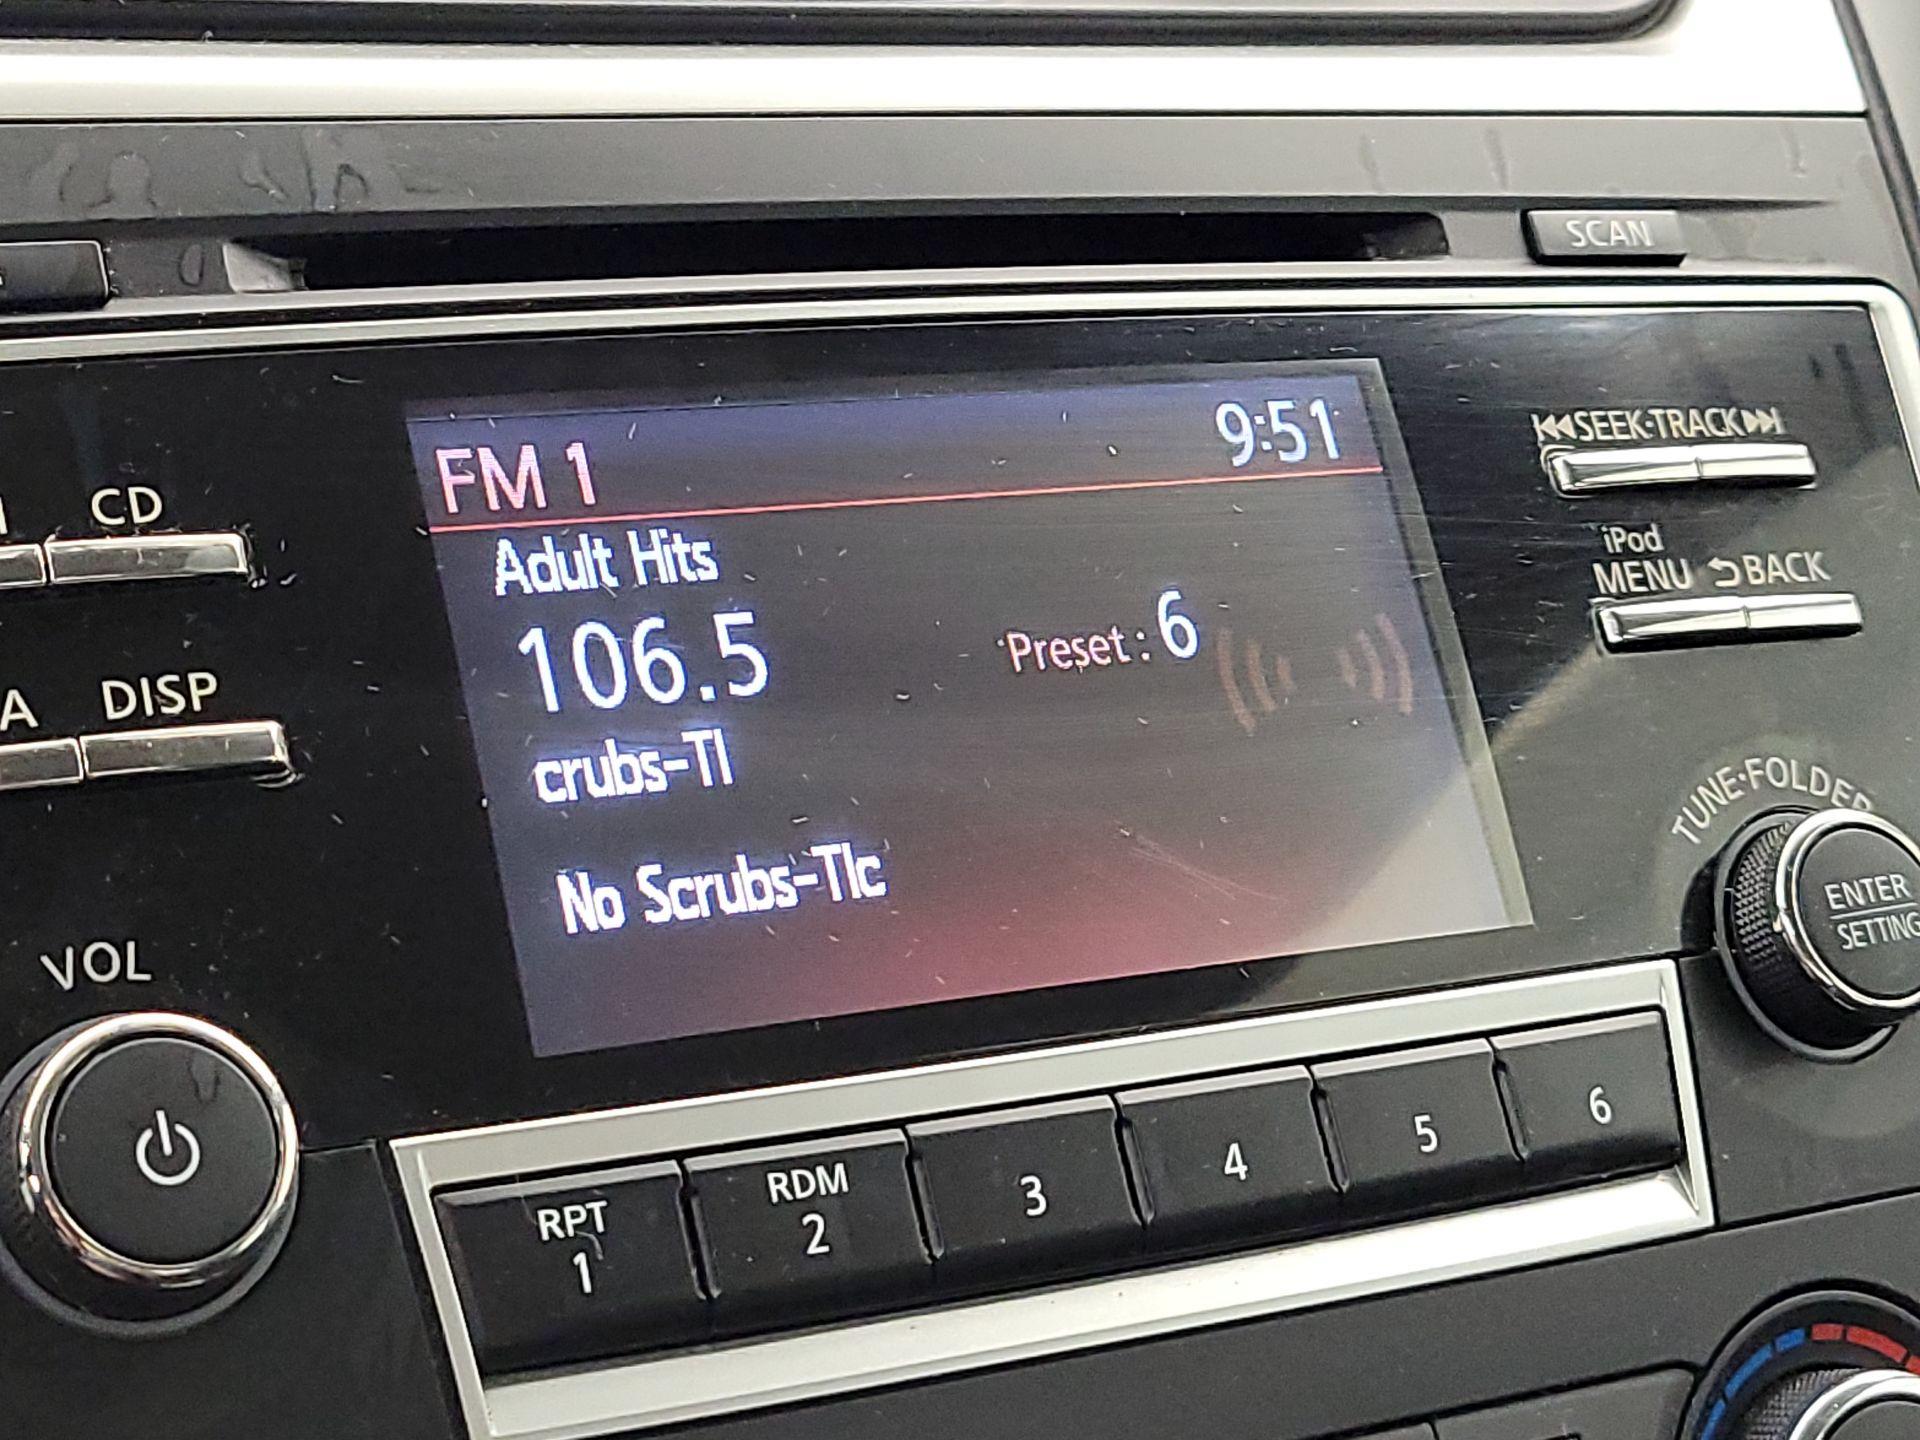 SCAN
FM 1
9:51
SEEK·TRACK
CD
Adult Hits
iPod
MENU
BACK
106.5
Preset : 6
A
DISP
crubs-Tl
TUNE·FOLDER
No Scrubs-Tlc
ENTER
SETTING
VOL
RPT
1
RDM
2
3
4
5
6